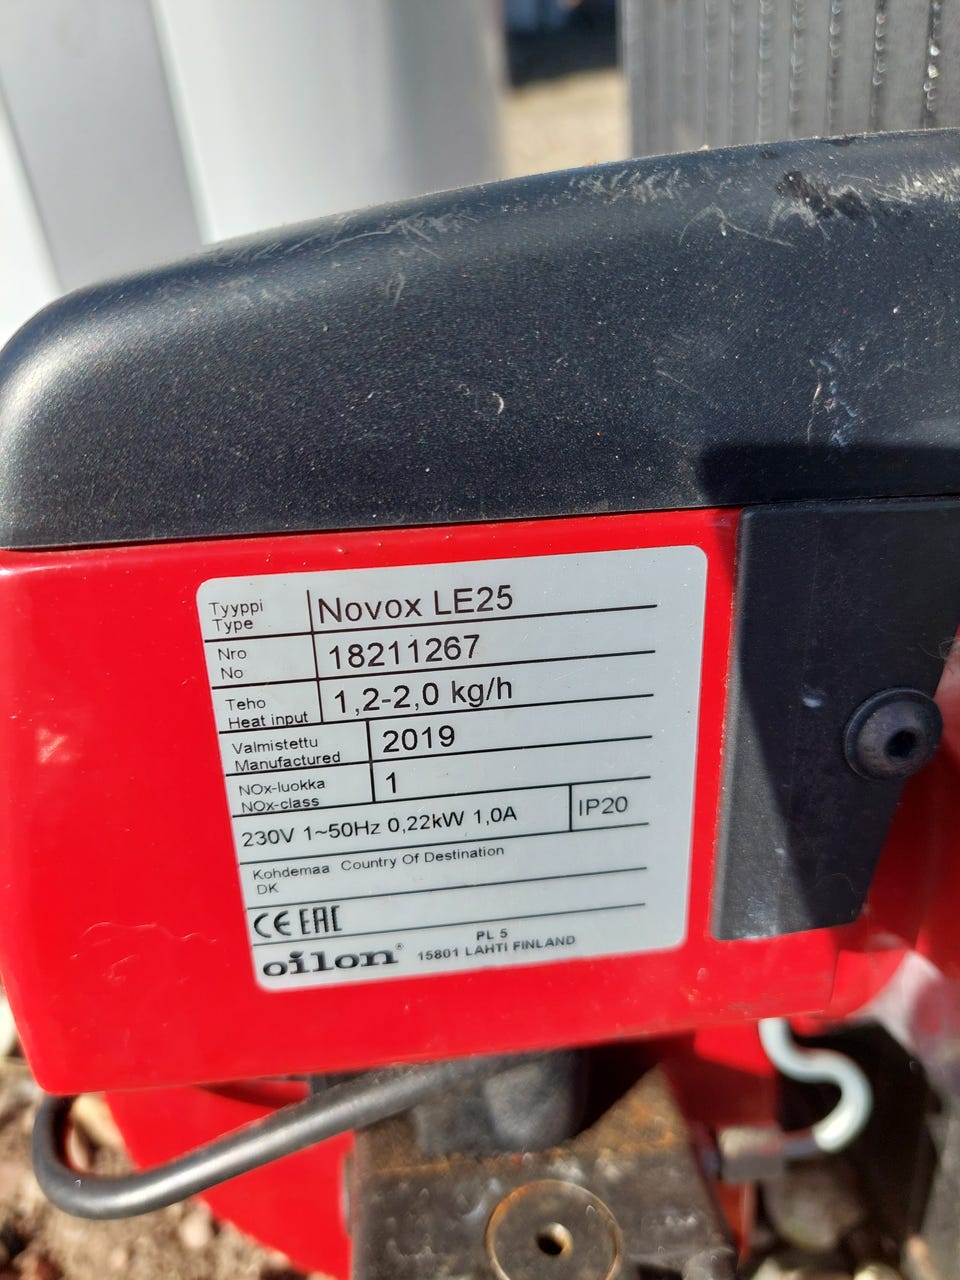 Tyyppi
Type
Novox LE25
Nro
No
18211267
Teho
Heat input
1,2-2,0 kg/h
Valmistettu
Manufactured
2019
NOx-luokka
NOx-class
1
230V 1~50Hz 0,22kW 1,0A
IP20
Kohdemaa Country Of Destination
DK
CE EAC
oilon®
PL 5
15801 LAHTI FINLAND